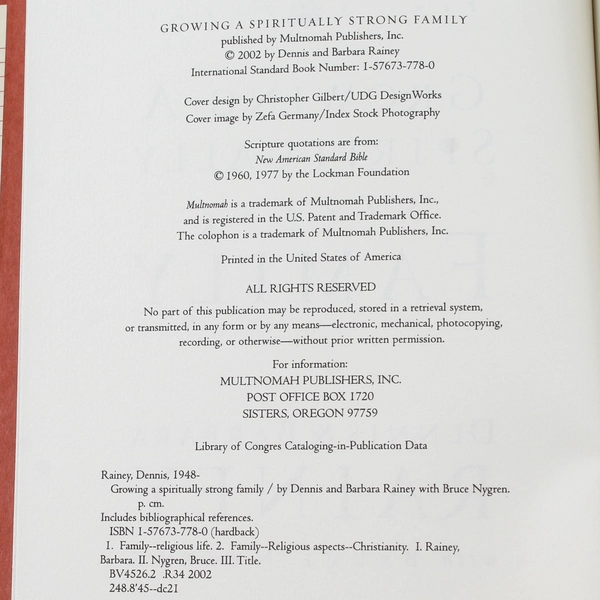 GROWING A SPIRITUALLY STRONG FAMILY
published by Multnomah Publishers, Inc.
© 2002 by Dennis and Barbara Rainey
International Standard Book Number: 1-57673-778-0
Cover design by Christopher Gilbert/UDG DesignWorks
Cover image by Zefa Germany/Index Stock Photography
Scripture quotations are from:
New American Standard Bible
© 1960, 1977 by the Lockman Foundation
Multnomah is a trademark of Multnomah Publishers, Inc.,
and is registered in the U.S. Patent and Trademark Office.
The colophon is a trademark of Multnomah Publishers, Inc.
Printed in the United States of America
ALL RIGHTS RESERVED
No part of this publication may be reproduced, stored in a retrieval system,
or transmitted, in any form or by any means—electronic, mechanical, photocopying,
recording, or otherwise—without prior written permission.
For information:
MULTNOMAH PUBLISHERS, INC.
POST OFFICE BOX 1720
SISTERS, OREGON 97759
Library of Congres Cataloging-in-Publication Data
Rainey, Dennis, 1948-
Growing a spiritually strong family / by Dennis and Barbara Rainey with Bruce Nygren.
p. cm.
Includes bibliographical references.
ISBN 1-57673-778-0 (hardback)
1. Family--religious life. 2. Family--Religious aspects--Christianity. I. Rainey,
Barbara. II. Nygren, Bruce. III. Title.
BV4526.2 .R34 2002
248.8'45--dc21